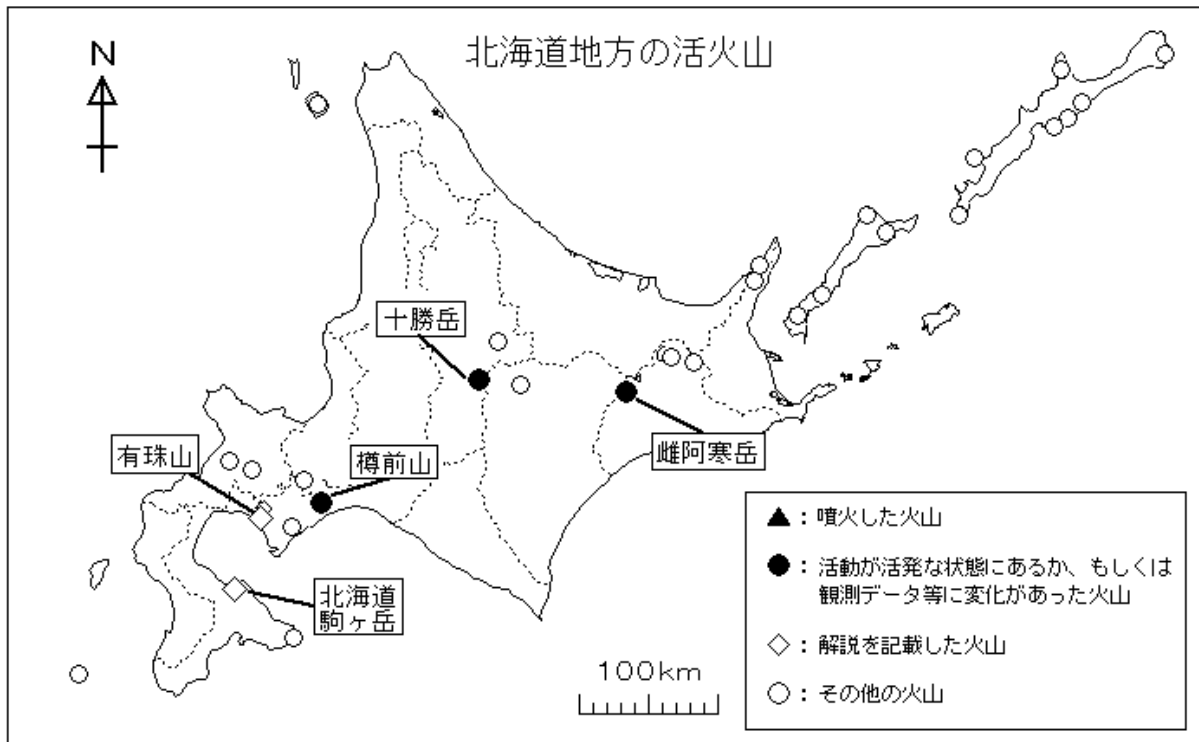 北海道地方の活火山
N
十勝岳
有珠山
樽前山
雌阿寒岳
北海道
駒ヶ岳
100km
▲：噴火した火山
●：活動が活発な状態にあるか、もしくは
観測データ等に変化があった火山
◇：解説を記載した火山
○：その他の火山